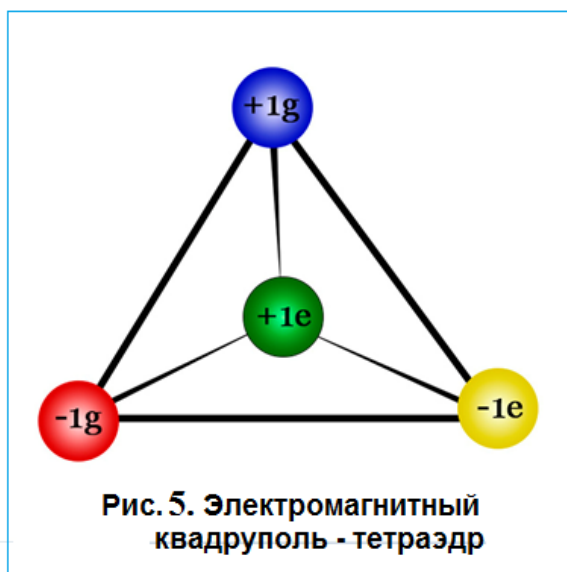 +1g
+1e
-1g
-1e
Рис. 5. Электромагнитный
квадруполь - тетраэдр